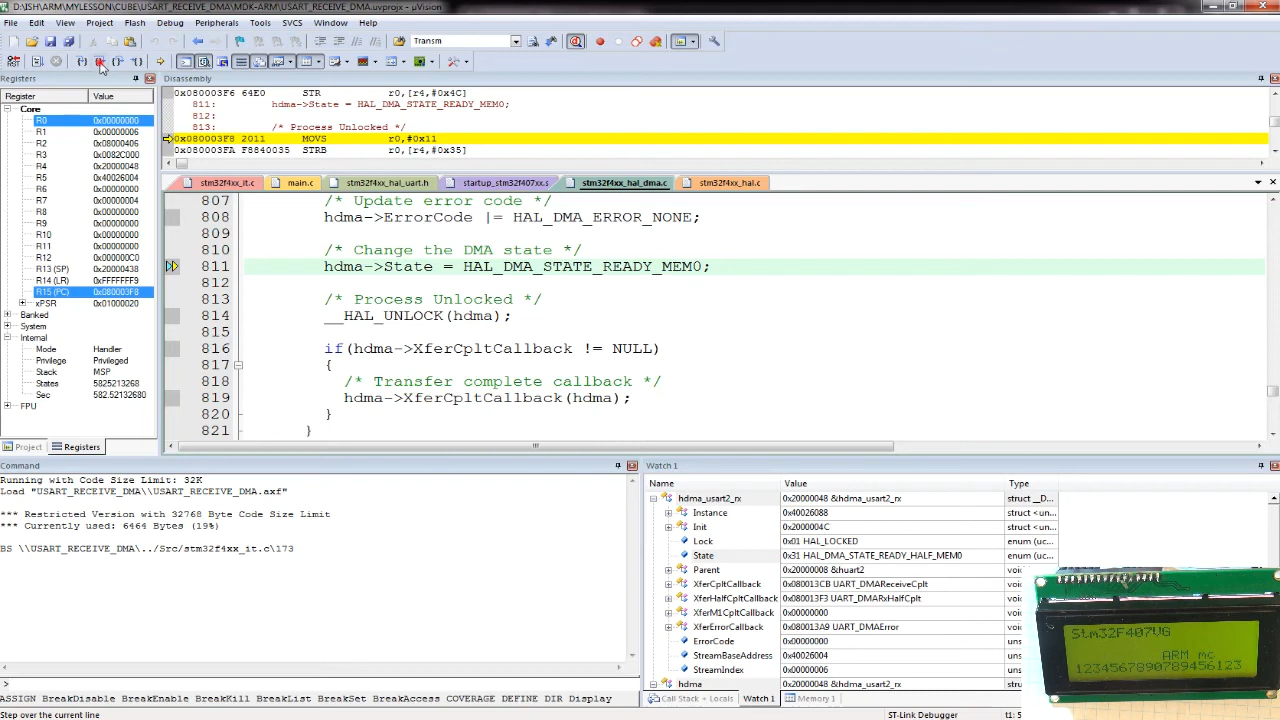 D:\JSH\ARM\MYLESSON\CUBE\USART_RECEIVE_DMA\MDK-ARM\USART_RECEIVE_DMA.uvprojx - µVision
File Edit View Project Flash Debug Peripherals Tools SVCS Window Help
Transm
Registers
Register Value
Core
R0 0x00000000
R1 0x00000006
R2 0x08000406
R3 0x0082C000
R4 0x20000048
R5 0x40026004
R6 0x00000000
R7 0x00000004
R8 0x00000000
R9 0x00000000
R10 0x00000000
R11 0x00000000
R12 0x000000C0
R13 (SP) 0x20000438
R14 (LR) 0xFFFFFFF9
R15 (PC) 0x080003F8
xPSR 0x01000020
Banked
System
Internal
Mode Handler
Privilege Privileged
Stack MSP
States 5825213268
Sec 582.52132680
FPU
Project Registers
Disassembly
0x080003F6 64E0 STR r0,[r4,#0x4C]
811: hdma->State = HAL_DMA_STATE_READY_MEM0;
812:
813: /* Process Unlocked */
0x080003F8 2011 MOVS r0,#0x11
0x080003FA F8840035 STRB r0,[r4,#0x35]
stm32f4xx_it.c main.c stm32f4xx_hal_uart.h startup_stm32f407xx.s stm32f4xx_hal_dma.c stm32f4xx_hal.c
807 /* Update error code */
808 hdma->ErrorCode |= HAL_DMA_ERROR_NONE;
809
810 /* Change the DMA state */
811 hdma->State = HAL_DMA_STATE_READY_MEM0;
812
813 /* Process Unlocked */
814 __HAL_UNLOCK(hdma);
815
816 if(hdma->XferCpltCallback != NULL)
817 {
818 /* Transfer complete callback */
819 hdma->XferCpltCallback(hdma);
820 }
821 }
Command
Running with Code Size Limit: 32K
Load "USART_RECEIVE_DMA\\USART_RECEIVE_DMA.axf"
*** Restricted Version with 32768 Byte Code Size Limit
*** Currently used: 6464 Bytes (19%)
BS \\USART_RECEIVE_DMA\../Src/stm32f4xx_it.c\173
>
ASSIGN BreakDisable BreakEnable BreakKill BreakList BreakSet BreakAccess COVERAGE DEFINE DIR Display
Watch 1
Name Value Type
hdma_usart2_rx 0x20000048 &hdma_usart2_rx struct __D...
Instance 0x40026088 struct <un...
Init 0x2000004C struct <un...
Lock 0x01 HAL_LOCKED enum (uc...
State 0x31 HAL_DMA_STATE_READY_HALF_MEM0 enum (uc...
Parent 0x20000008 &huart2
XferCpltCallback 0x080013CB UART_DMAReceiveCplt
XferHalfCpltCallback 0x080013F3 UART_DMARxHalfCplt
XferM1CpltCallback 0x00000000
XferErrorCallback 0x080013A9 UART_DMAError
ErrorCode 0x00000000
StreamBaseAddress 0x40026004
StreamIndex 0x00000006
hdma 0x20000048 &hdma_usart2_rx
Call Stack + Locals Watch 1 Memory 1
Step over the current line
ST-Link Debugger
Stm32F407VG
ARM mc
12345678907894561​23